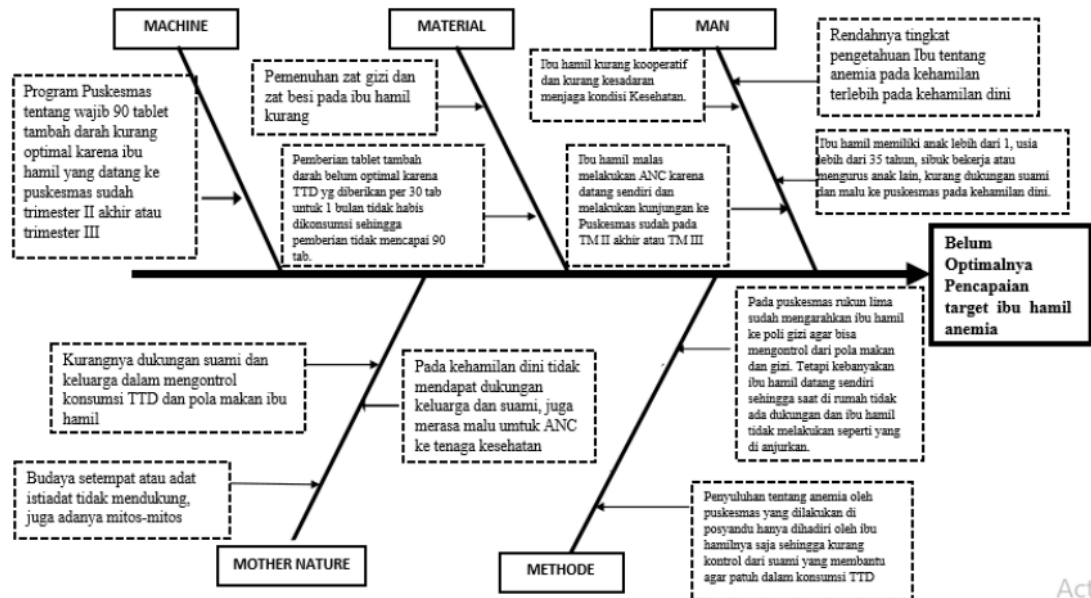 MACHINE
MATERIAL
MAN
Program Puskesmas
tentang wajib 90 tablet
tambah darah kurang
optimal karena ibu
hamil yang datang ke
puskesmas sudah
trimester II akhir atau
trimester III
Pemenuhan zat gizi dan
zat besi pada ibu hamil
kurang
Pemberian tablet tambah
darah belum optimal karena
TTD yg diberikan per 30 tab
untuk 1 bulan tidak habis
dikonsumsi sehingga
pemberian tidak mencapai 90
tab.
Ibu hamil kurang kooperatif
dan kurang kesadaran
menjaga kondisi Kesehatan.
Ibu hamil malas
melakukan ANC karena
datang sendiri dan
melakukan kunjungan ke
Puskesmas sudah pada
TM II akhir atau TM III
Rendahnya tingkat
pengetahuan Ibu tentang
anemia pada kehamilan
terlebih pada kehamilan dini
Ibu hamil memiliki anak lebih dari 1, usia
lebih dari 35 tahun, sibuk bekerja atau
mengurus anak lain, kurang dukungan suami
dan malu ke puskesmas pada kehamilan dini.
Belum
Optimalnya
Pencapaian
target ibu hamil
anemia
Kurangnya dukungan suami dan
keluarga dalam mengontrol
konsumsi TTD dan pola makan ibu
hamil
Budaya setempat atau adat
istiadat tidak mendukung,
juga adanya mitos-mitos
Pada kehamilan dini tidak
mendapat dukungan
keluarga dan suami, juga
merasa malu umtuk ANC
ke tenaga kesehatan
Pada puskesmas rukun lima
sudah mengarahkan ibu hamil
ke poli gizi agar bisa
mengontrol dari pola makan
dan gizi. Tetapi kebanyakan
ibu hamil datang sendiri
sehingga saat di rumah tidak
ada dukungan dan ibu hamil
tidak melakukan seperti yang
di anjurkan.
Penyuluhan tentang anemia oleh
puskesmas yang dilakukan di
posyandu hanya dihadiri oleh ibu
hamilnya saja sehingga kurang
kontrol dari suami yang membantu
agar patuh dalam konsumsi TTD
MOTHER NATURE
METHODE
Act